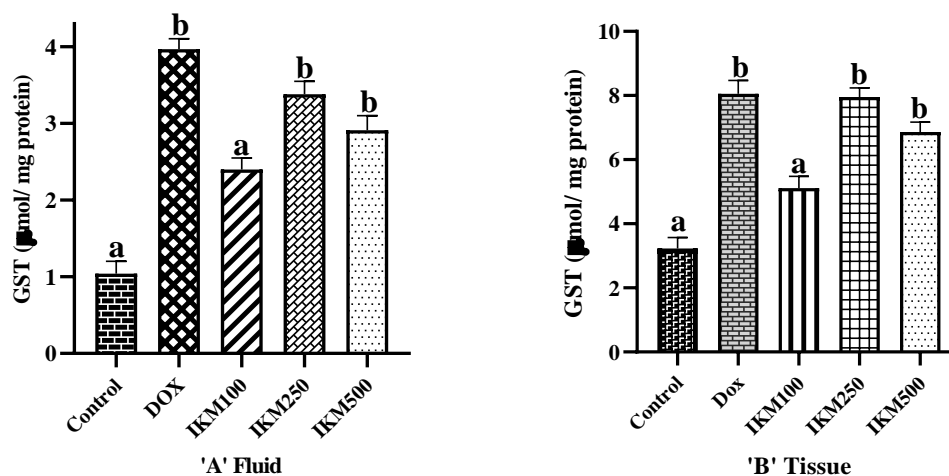 GST (μmol/ mg protein)
4
3
2
1
0
a
b
a
b
b
Control
DOX
IKM100
IKM250
IKM500
'A' Fluid
GST (μmol/ mg protein)
10
8
6
4
2
0
a
b
a
b
b
Control
Dox
IKM100
IKM250
IKM500
'B' Tissue